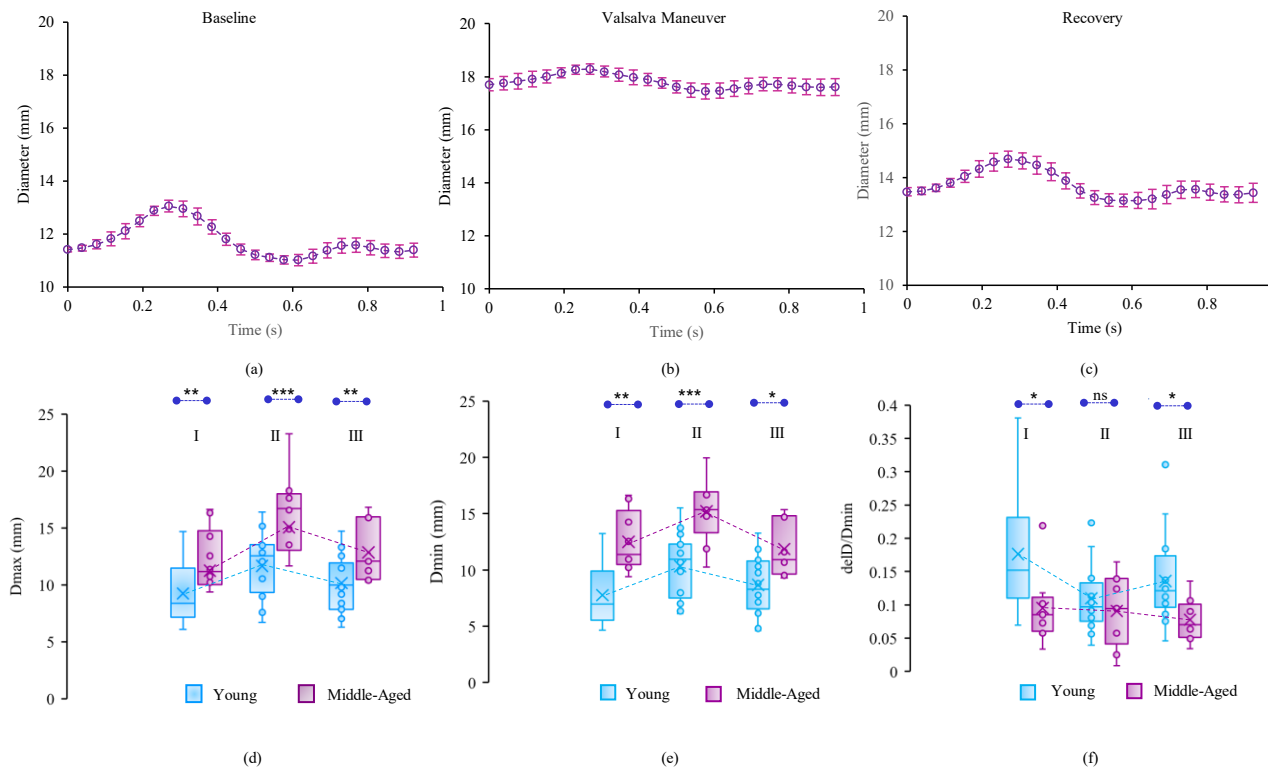 Baseline
Valsalva Maneuver
Recovery
20
18
16
14
12
10
Diameter (mm)
0
0.2
0.4
0.6
0.8
1
Time (s)
(a)
20
18
16
14
12
10
Diameter (mm)
0
0.2
0.4
0.6
0.8
1
Time (s)
(b)
20
18
16
14
12
10
Diameter (mm)
0
0.2
0.4
0.6
0.8
Time (s)
(c)
25
20
15
10
5
0
Dmax (mm)
**
***
**
I
II
III
Young
Middle-Aged
(d)
25
20
15
10
5
0
Dmin (mm)
**
***
*
I
II
III
Young
Middle-Aged
(e)
0.4
0.35
0.3
0.25
0.2
0.15
0.1
0.05
0
delD/Dmin
*
ns
*
I
II
III
Young
Middle-Aged
(f)